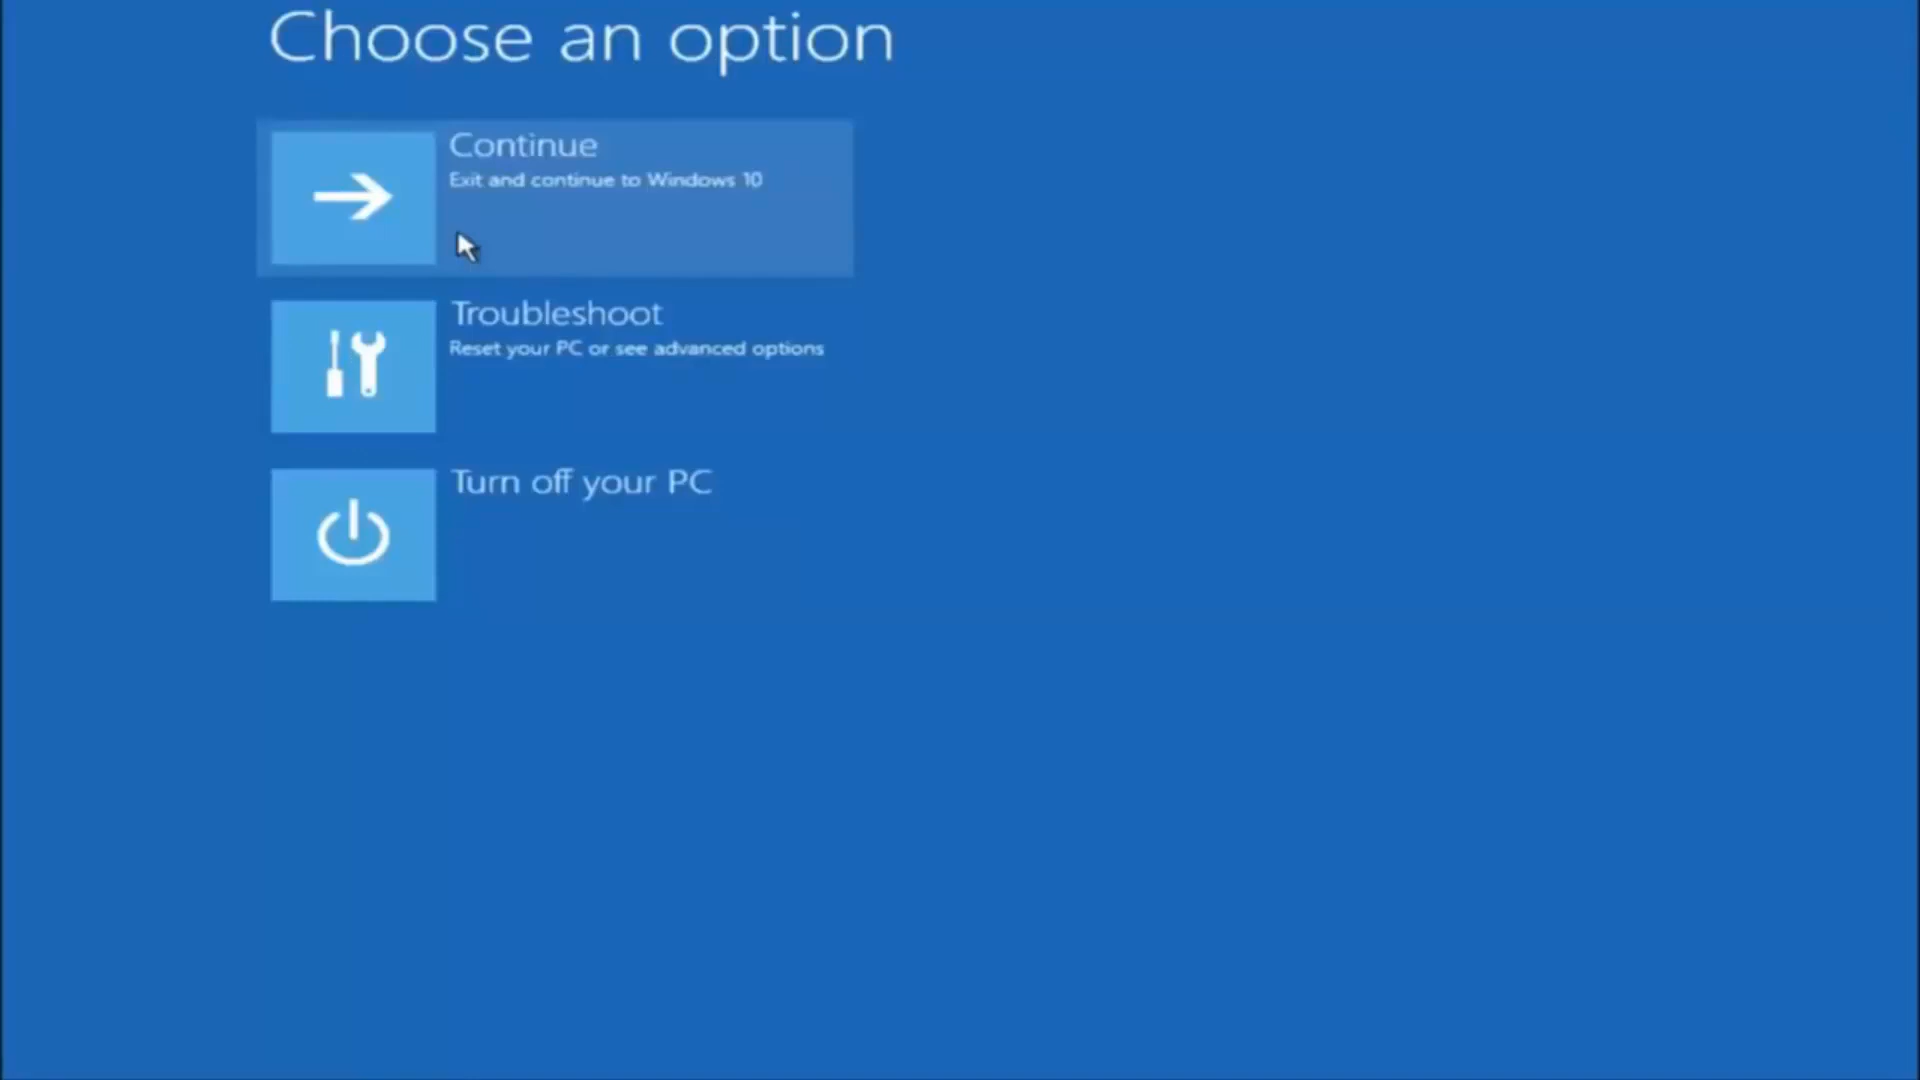 Choose an option
Continue
Exit and continue to Windows 10
Troubleshoot
Reset your PC or see advanced options
Turn off your PC